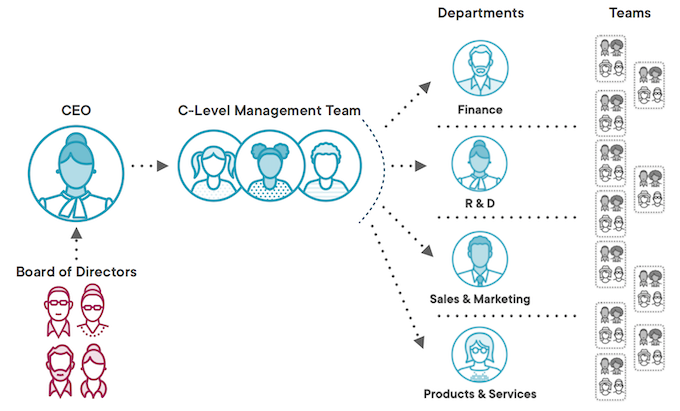 Departments
Teams
CEO
C-Level Management Team
Finance
R & D
Board of Directors
Sales & Marketing
Products & Services